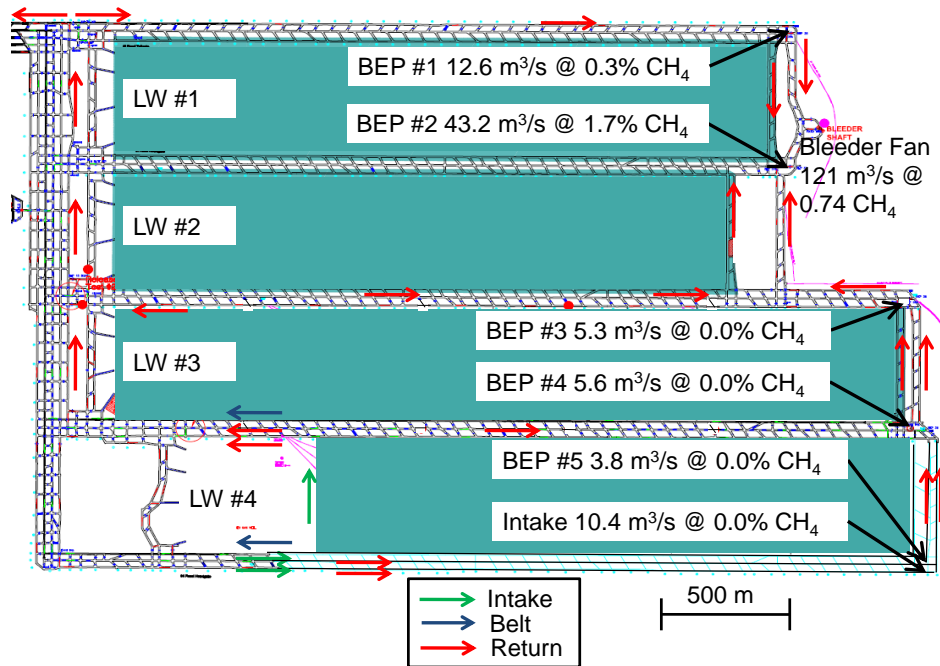 BEP #1 12.6 m³/s @ 0.3% CH₄
LW #1
BEP #2 43.2 m³/s @ 1.7% CH₄
BLEEDER
SHAFT
Bleeder Fan
121 m³/s @
0.74 CH₄
LW #2
BEP #3 5.3 m³/s @ 0.0% CH₄
LW #3
BEP #4 5.6 m³/s @ 0.0% CH₄
BEP #5 3.8 m³/s @ 0.0% CH₄
LW #4
Intake 10.4 m³/s @ 0.0% CH₄
Intake
Belt
Return
500 m